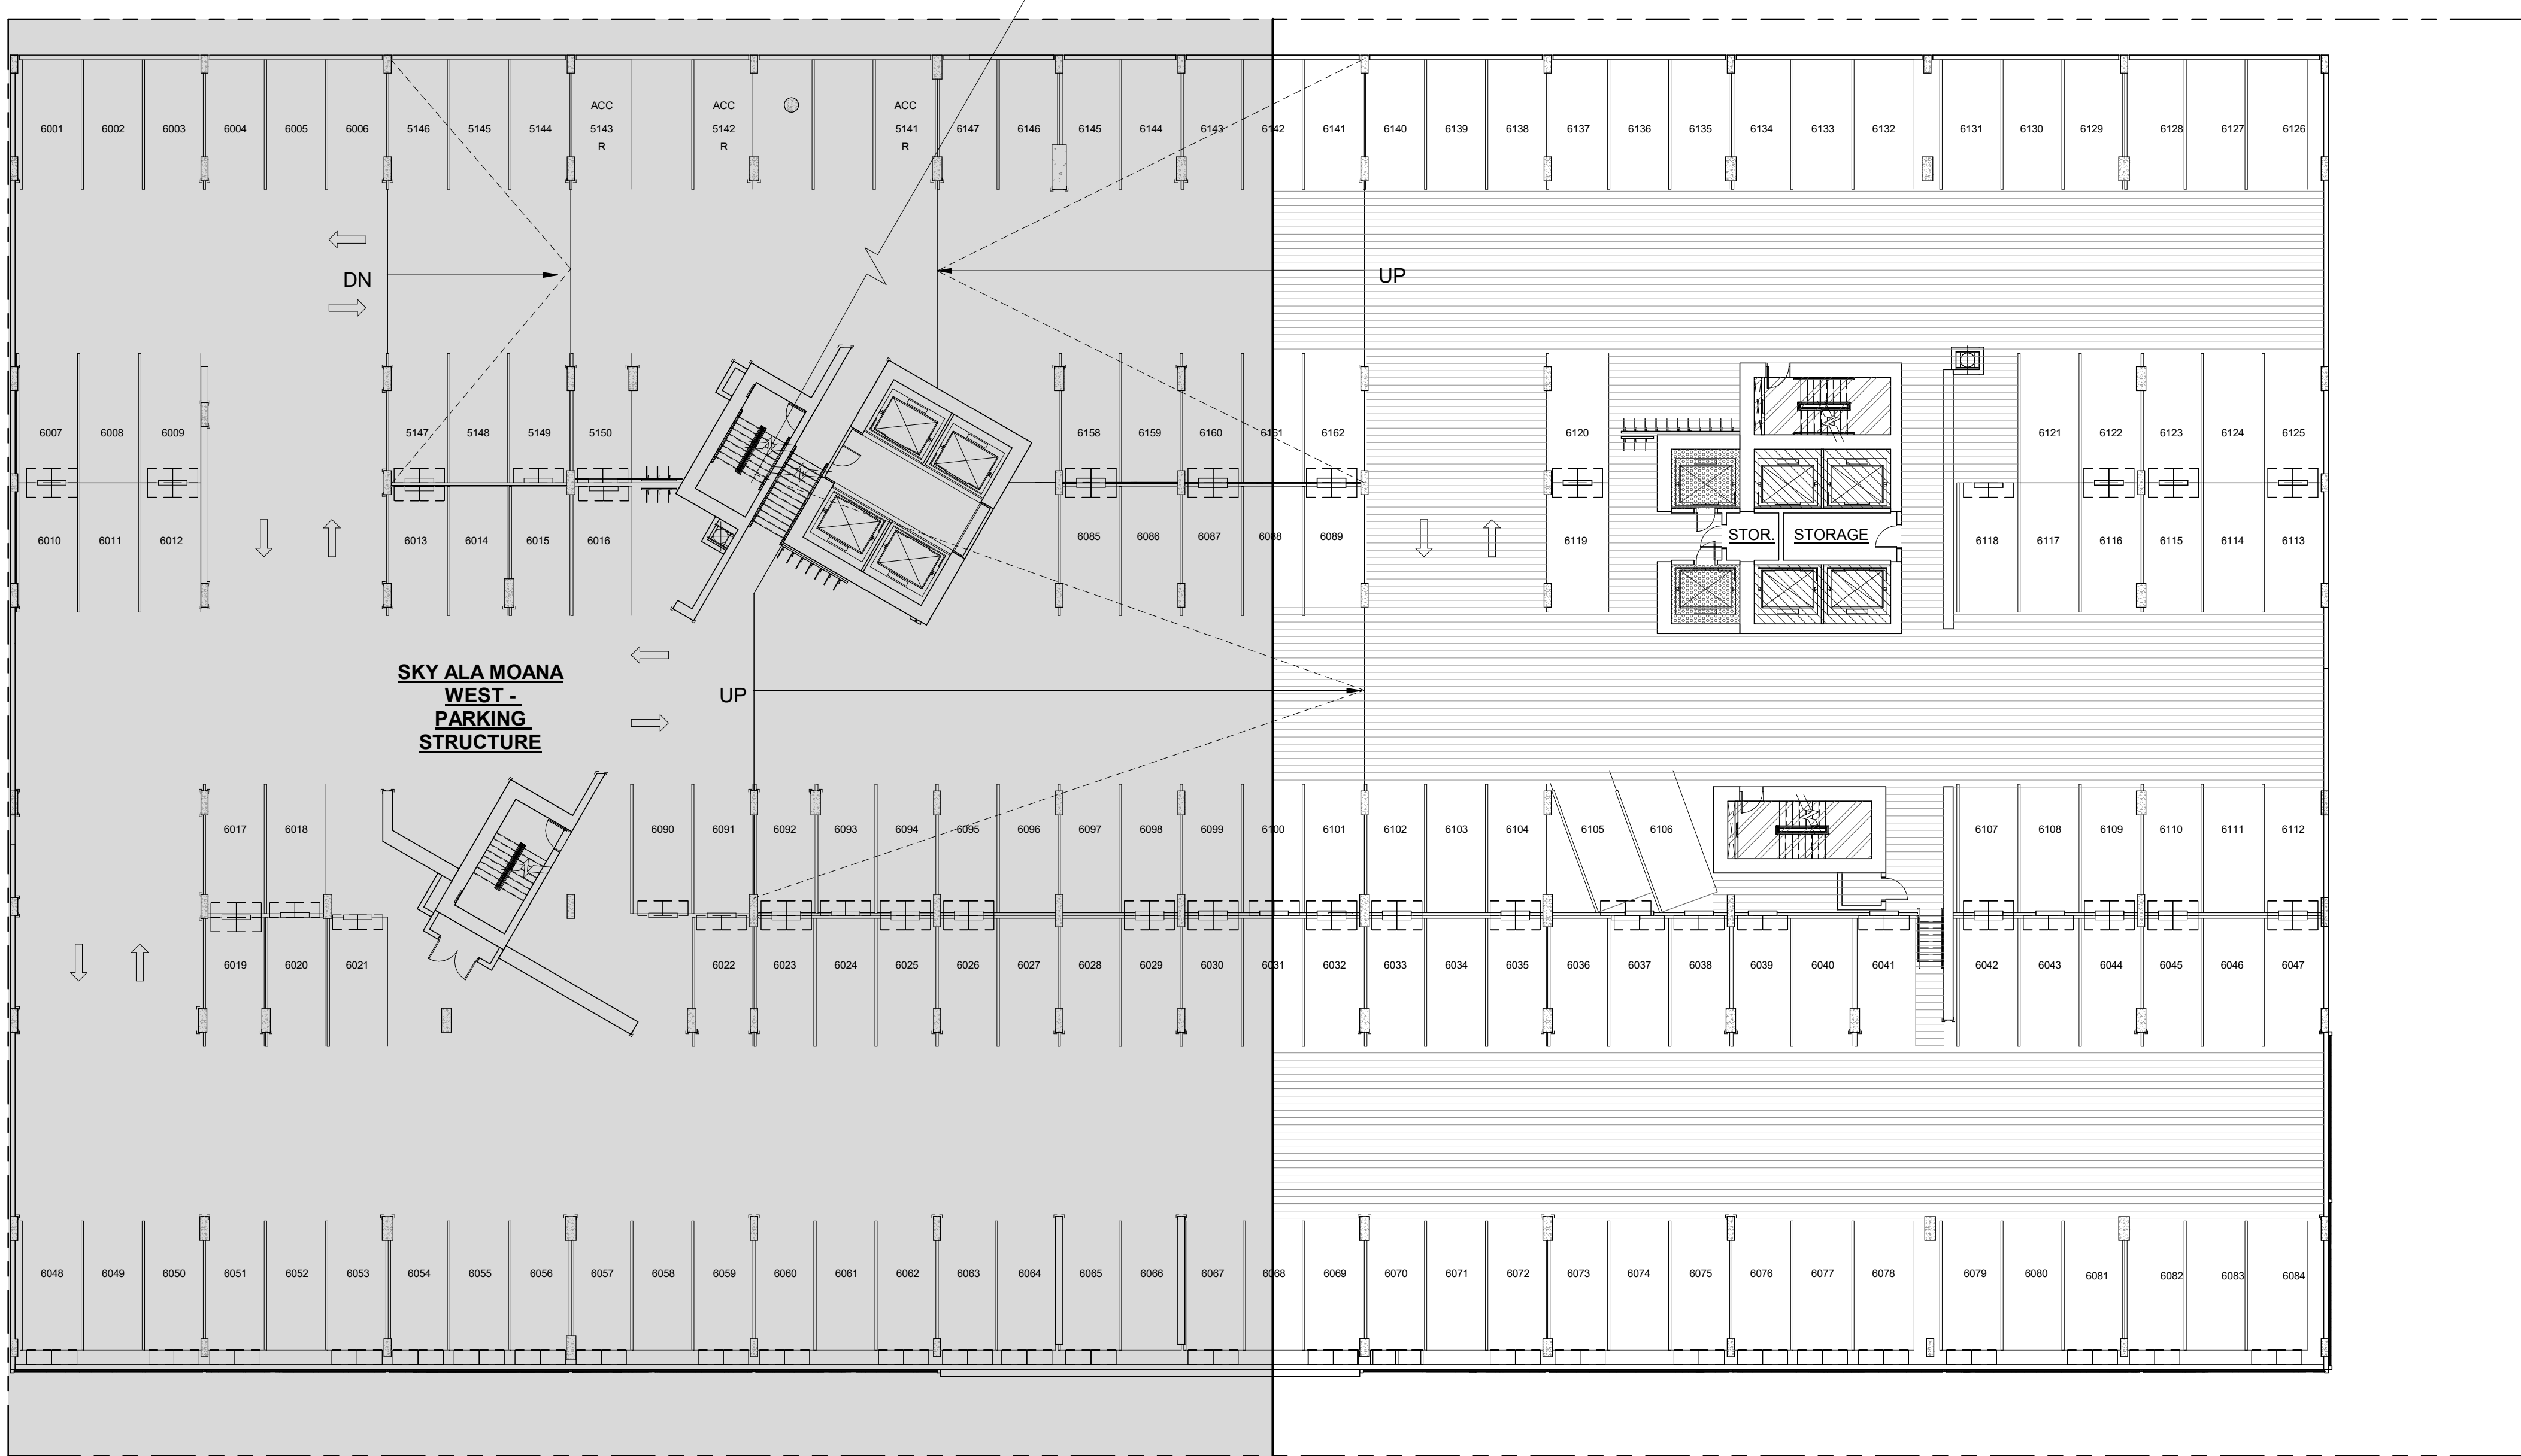 ACC ACC ACC
6001 6002 6003 6004 6005 6006 5146 5145 5144 5143 5142 5141 6147 6146 6145 6144 6143 6142 6141 6140 6139 6138 6137 6136 6135 6134 6133 6132 6131 6130 6129 6128 6127 6126
R R R
DN UP
6007 6008 6009 5147 5148 5149 5150 6158 6159 6160 6161 6162 6120 6121 6122 6123 6124 6125
STOR. STORAGE
6010 6011 6012 6013 6014 6015 6016 6085 6086 6087 6088 6089 6119 6118 6117 6116 6115 6114 6113
SKY ALA MOANA
WEST -
PARKING
STRUCTURE
UP
6017 6018 6090 6091 6092 6093 6094 6095 6096 6097 6098 6099 6100 6101 6102 6103 6104 6105 6106 6107 6108 6109 6110 6111 6112
6019 6020 6021 6022 6023 6024 6025 6026 6027 6028 6029 6030 6031 6032 6033 6034 6035 6036 6037 6038 6039 6040 6041 6042 6043 6044 6045 6046 6047
6048 6049 6050 6051 6052 6053 6054 6055 6056 6057 6058 6059 6060 6061 6062 6063 6064 6065 6066 6067 6068 6069 6070 6071 6072 6073 6074 6075 6076 6077 6078 6079 6080 6081 6082 6083 6084